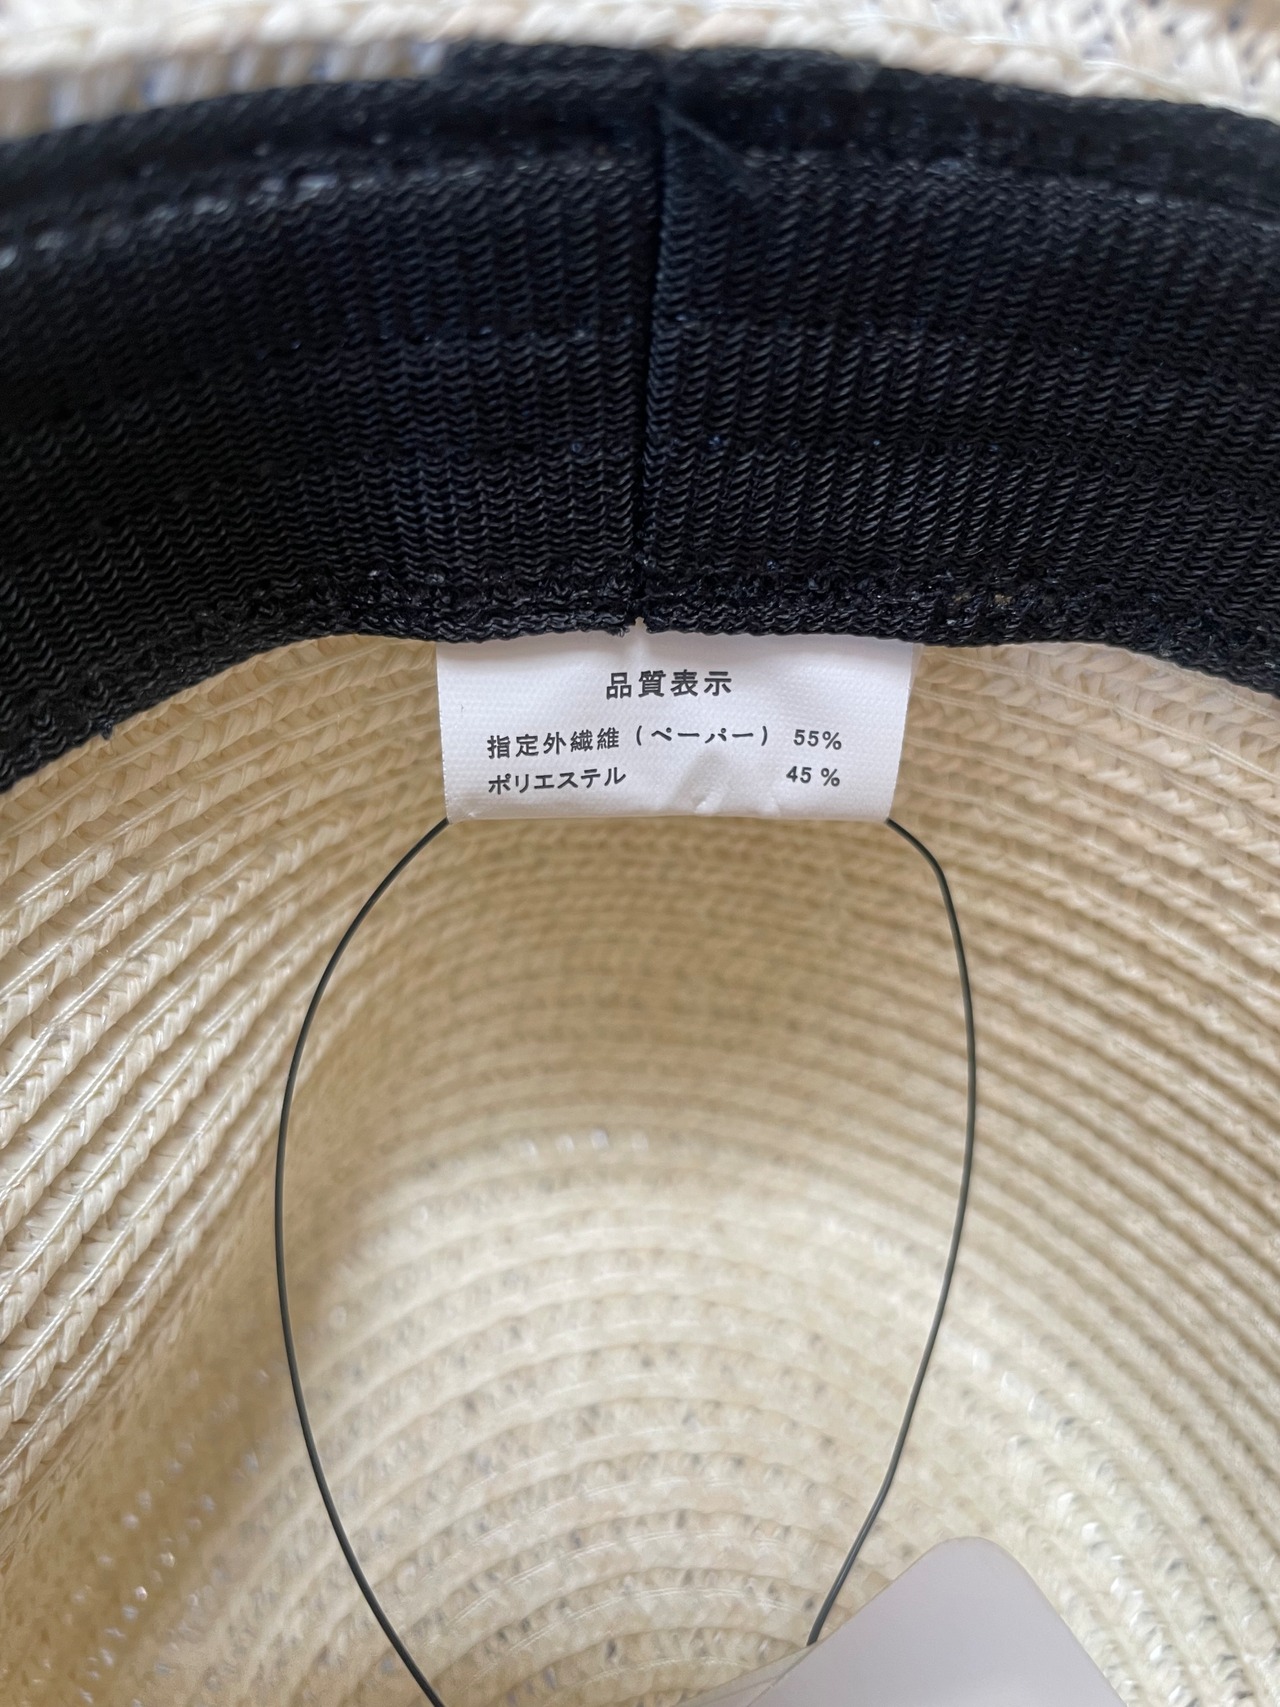 品質表示
指定外繊維（ペーパー） 55%
ポリエステル 45 %